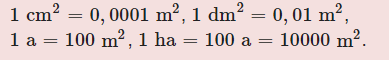 1 cm² = 0, 0001 m², 1 dm² = 0, 01 m²,
1 a = 100 m², 1 ha = 100 a = 10000 m².